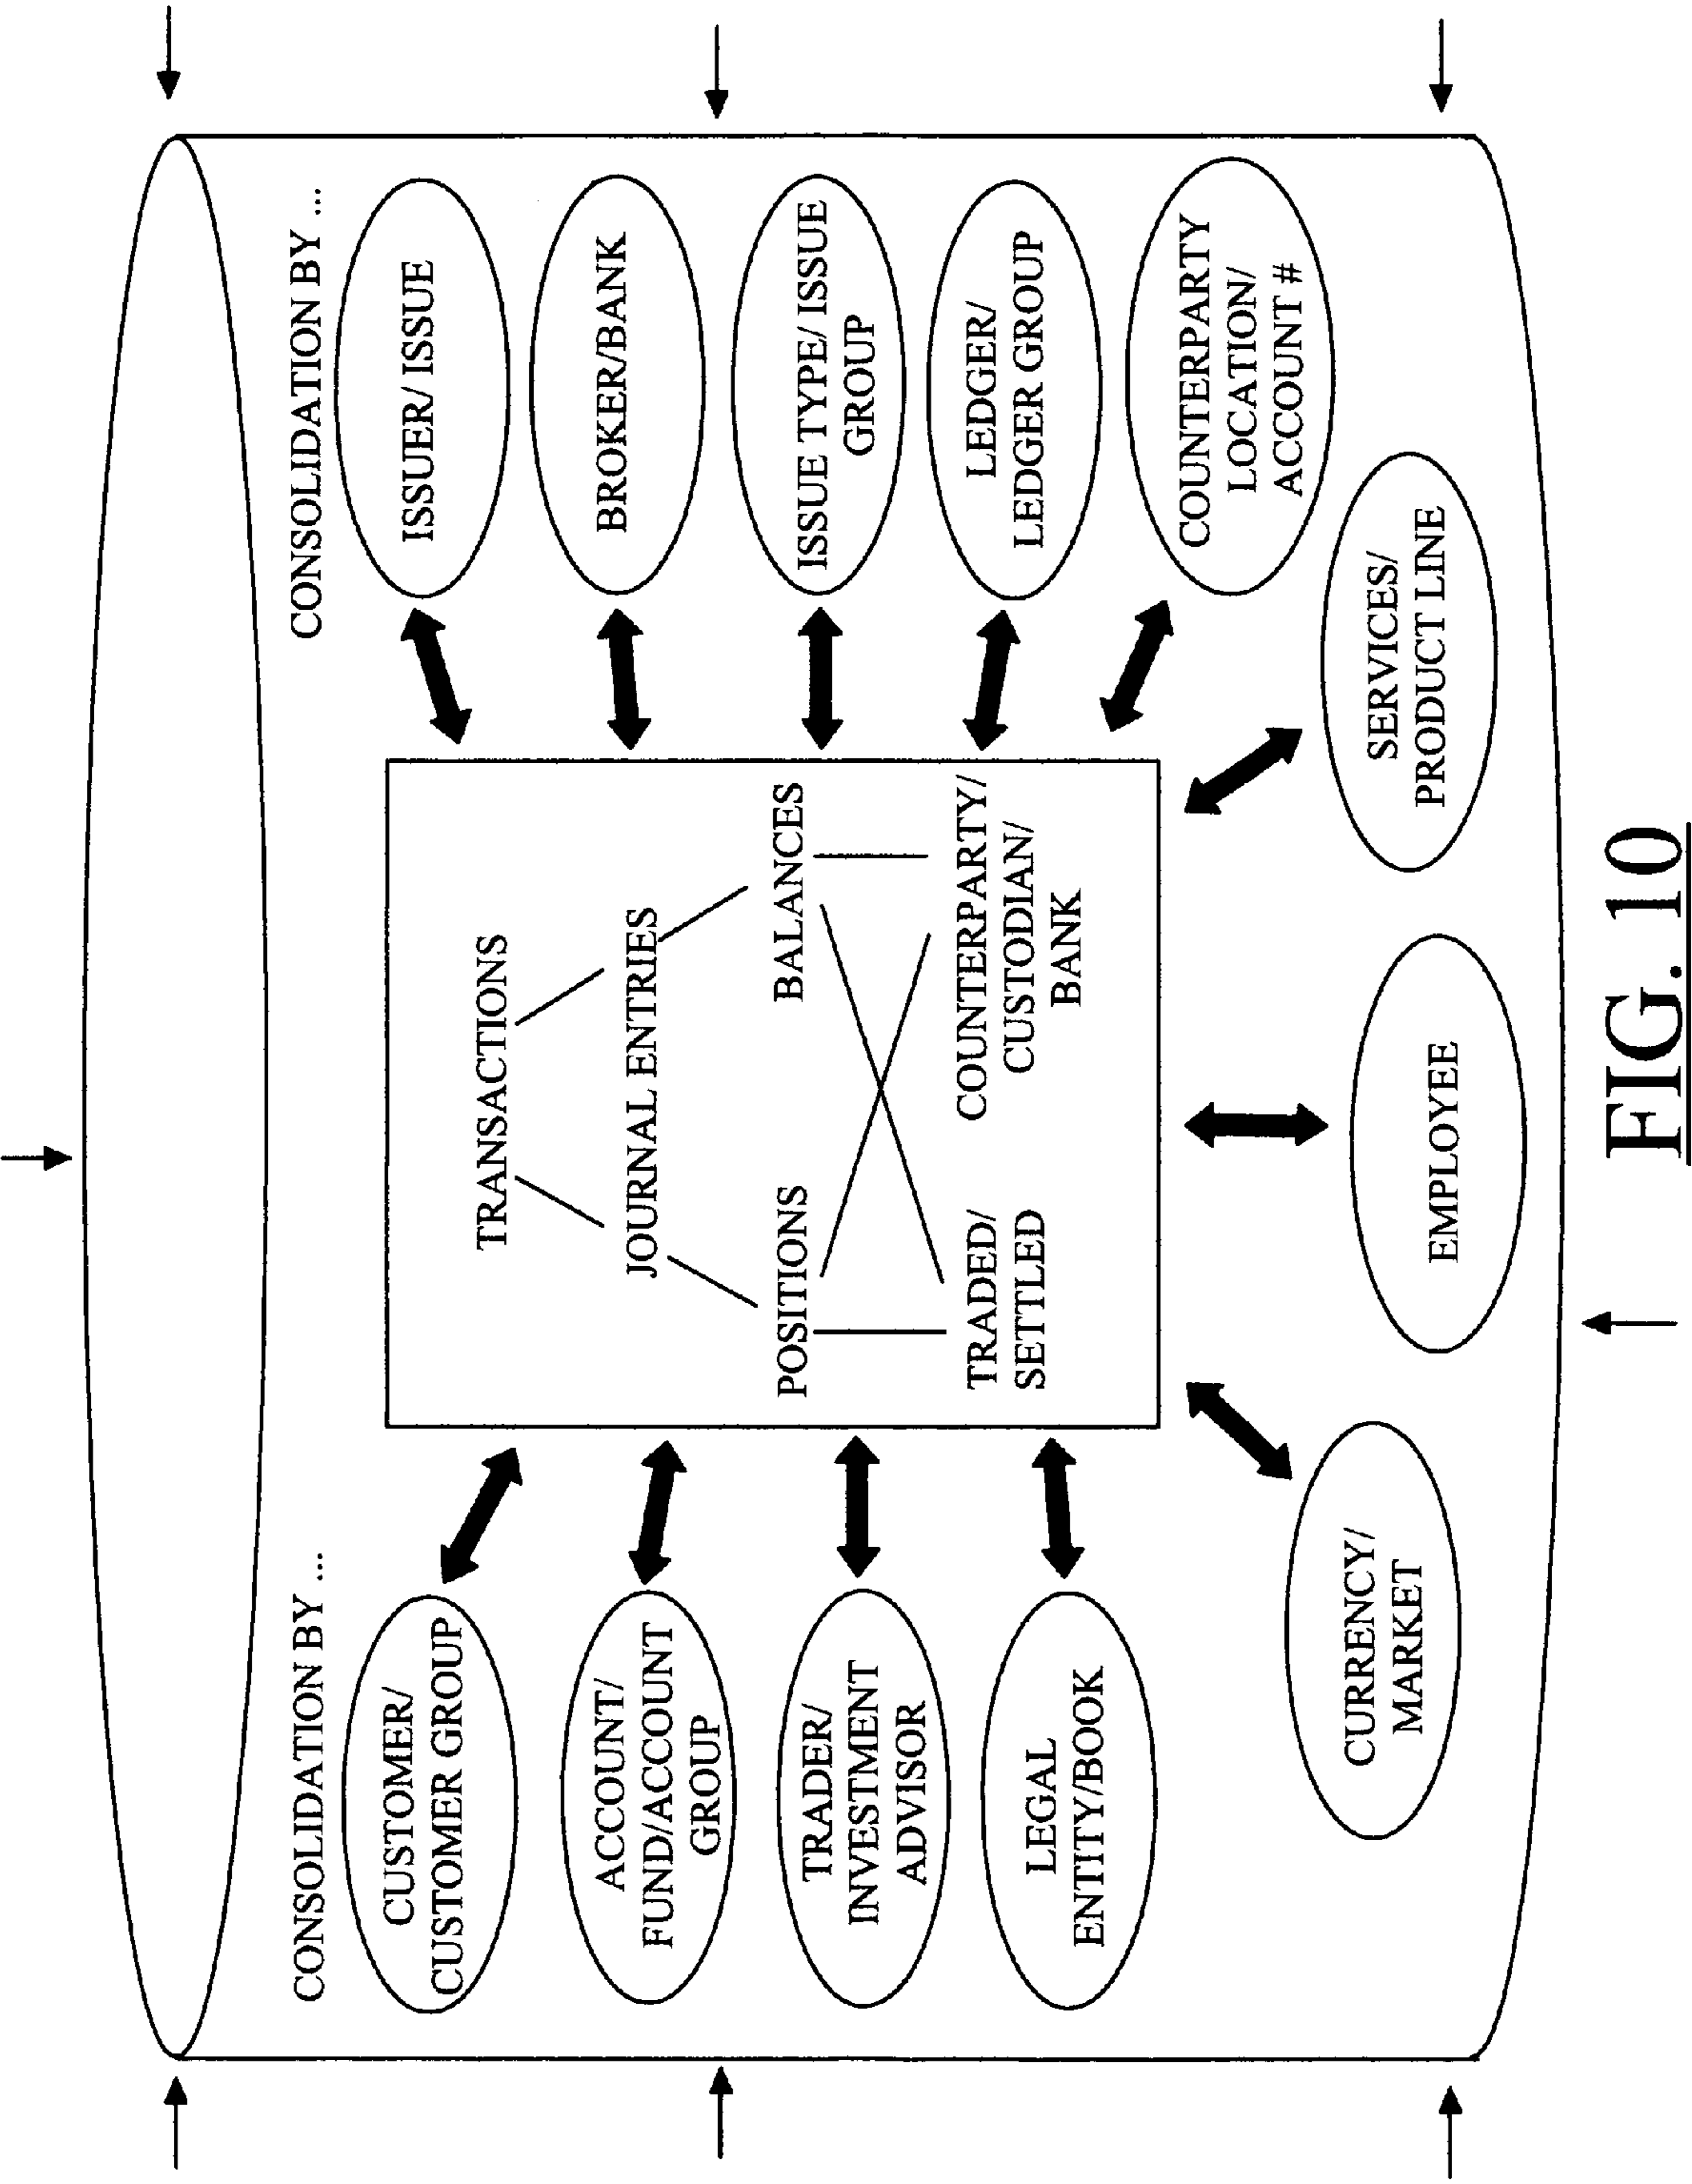 CONSOLIDATION BY ...
CUSTOMER/
CUSTOMER GROUP
ACCOUNT/
FUND/ACCOUNT
GROUP
TRADER/
INVESTMENT
ADVISOR
LEGAL
ENTITY/BOOK
CURRENCY/
MARKET
TRANSACTIONS
JOURNAL ENTRIES
POSITIONS
BALANCES
TRADED/
SETTLED
COUNTERPARTY/
CUSTODIAN/
BANK
EMPLOYEE
CONSOLIDATION BY ...
ISSUER/ ISSUE
BROKER/BANK
ISSUE TYPE/ ISSUE
GROUP
LEDGER/
LEDGER GROUP
COUNTERPARTY
LOCATION/
ACCOUNT #
SERVICES/
PRODUCT LINE
FIG. 10